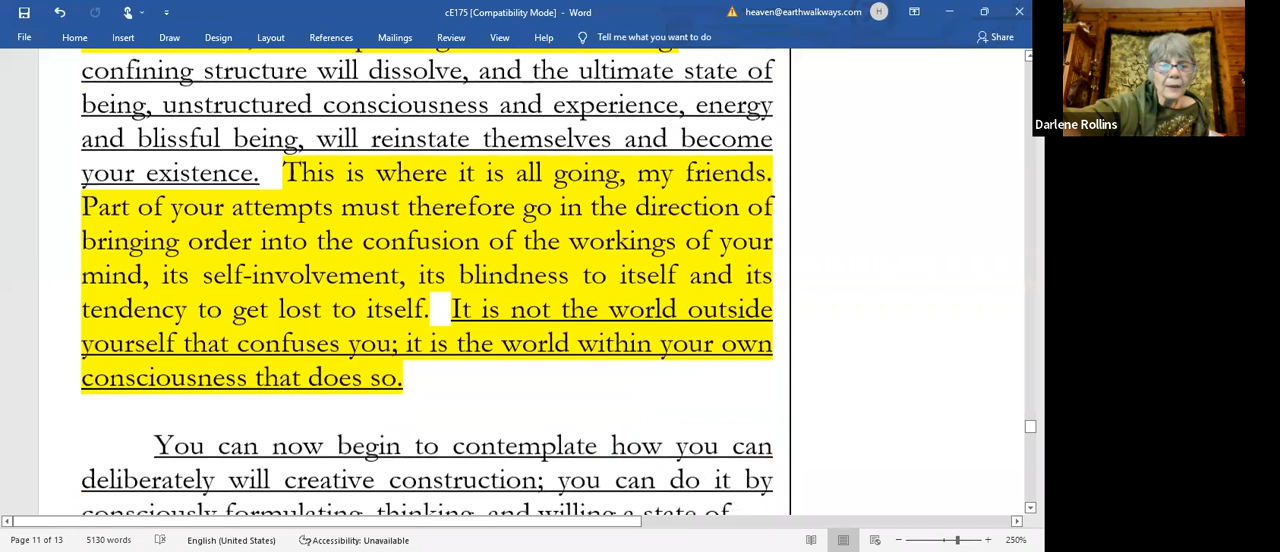 cE175 [Compatibility Mode] - Word
heaven@earthwalkways.com
H
File Home Insert Draw Design Layout References Mailings Review View Help Tell me what you want to do
Share
confining structure will dissolve, and the ultimate state of
being, unstructured consciousness and experience, energy
and blissful being, will reinstate themselves and become
your existence. This is where it is all going, my friends.
Part of your attempts must therefore go in the direction of
bringing order into the confusion of the workings of your
mind, its self-involvement, its blindness to itself and its
tendency to get lost to itself. It is not the world outside
yourself that confuses you; it is the world within your own
consciousness that does so.
You can now begin to contemplate how you can
deliberately will creative construction; you can do it by
consciously formulating, thinking, and willing a state of
Page 11 of 13 5130 words English (United States) Accessibility: Unavailable 250%
Darlene Rollins